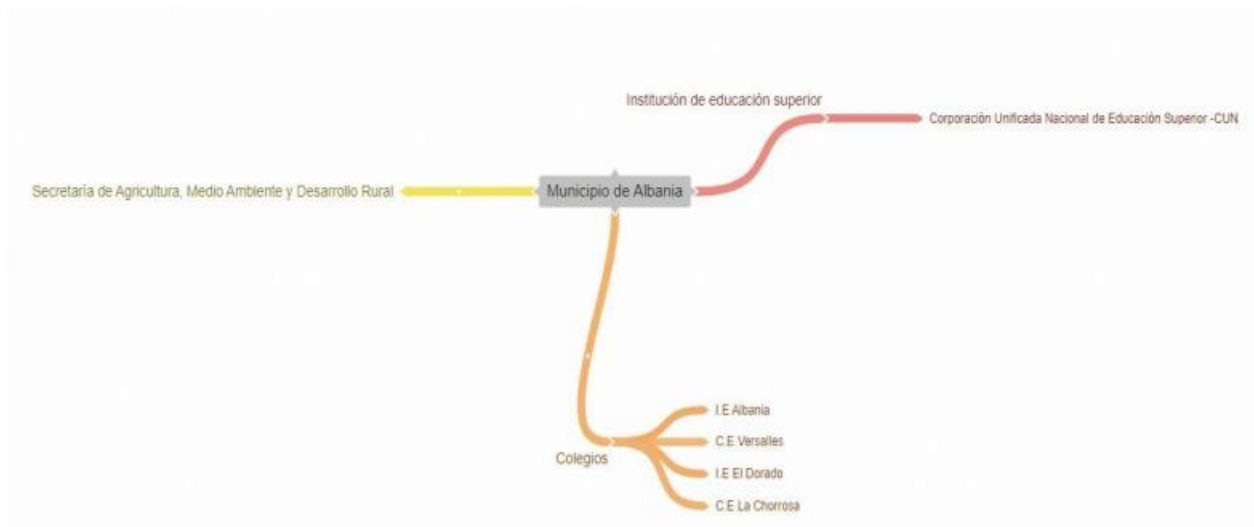 Institución de educación superior
Corporación Unificada Nacional de Educación Superior -CUN
Secretaría de Agricultura, Medio Ambiente y Desarrollo Rural
Municipio de Albania
I.E Albania
C.E Versalles
Colegios
I.E El Dorado
C.E La Chorrosa